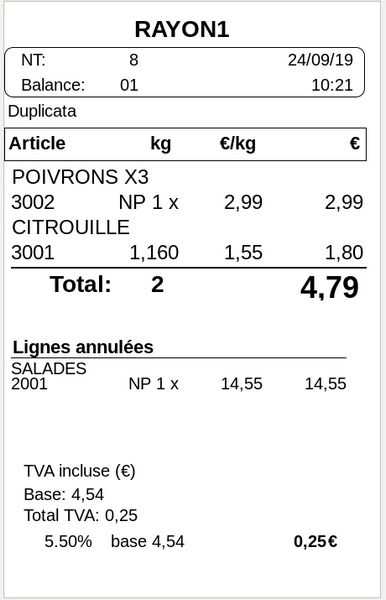 RAYON1
NT: 8 24/09/19
Balance: 01 10:21
Duplicata
Article kg €/kg €
POIVRONS X3
3002 NP 1 x 2,99 2,99
CITROUILLE
3001 1,160 1,55 1,80
Total: 2 4,79
Lignes annulées
SALADES
2001 NP 1 x 14,55 14,55
TVA incluse (€)
Base: 4,54
Total TVA: 0,25
5.50% base 4,54 0,25€